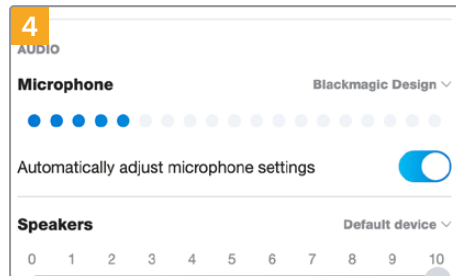 4
AUDIO
Microphone Blackmagic Design
Automatically adjust microphone settings
Speakers Default device
0 1 2 3 4 5 6 7 8 9 10